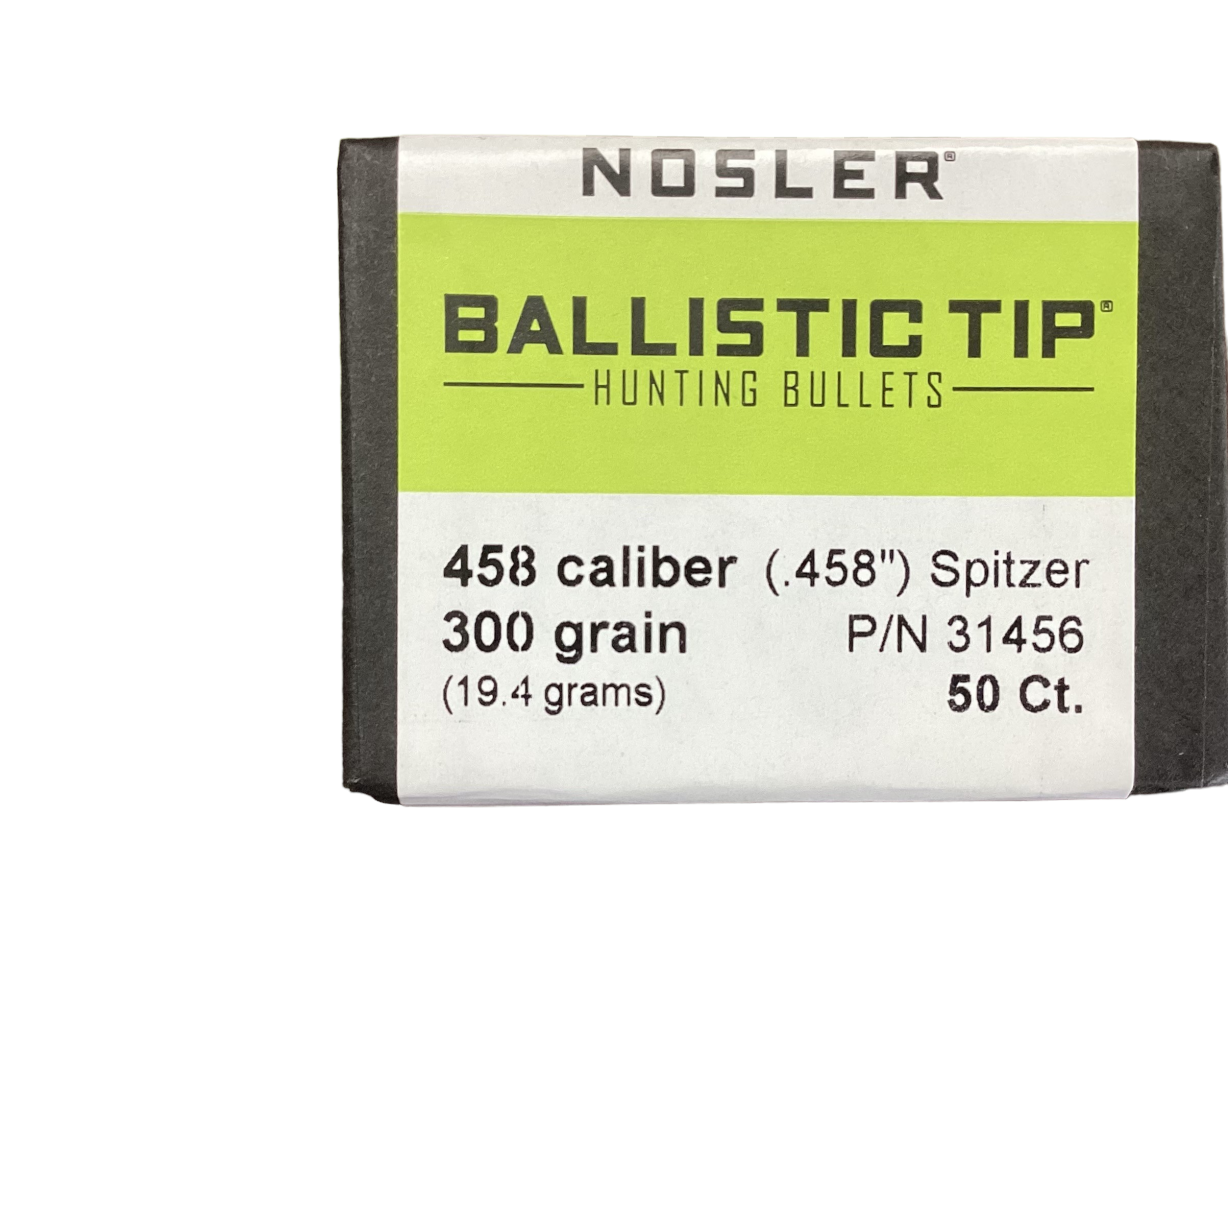 NOSLER®
BALLISTIC TIP®
HUNTING BULLETS
458 caliber (.458") Spitzer
300 grain P/N 31456
(19.4 grams) 50 Ct.